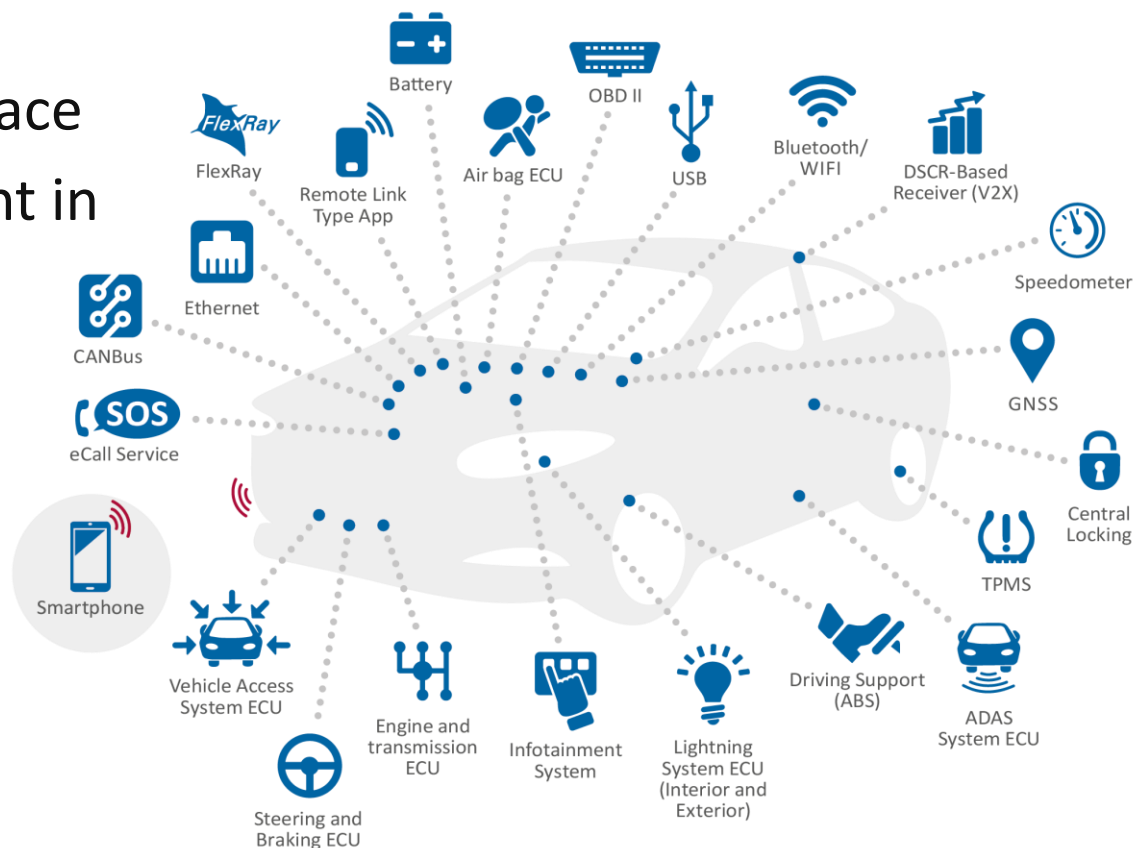 ace
nt in
Battery
OBD II
FlexRay
FlexRay
Remote Link
Type App
Air bag ECU
USB
Bluetooth/
WIFI
DSCR-Based
Receiver (V2X)
Ethernet
Speedometer
CANBus
GNSS
SOS
eCall Service
Central
Locking
Smartphone
TPMS
Vehicle Access
System ECU
Engine and
transmission
ECU
Infotainment
System
Lightning
System ECU
(Interior and
Exterior)
Driving Support
(ABS)
ADAS
System ECU
Steering and
Braking ECU